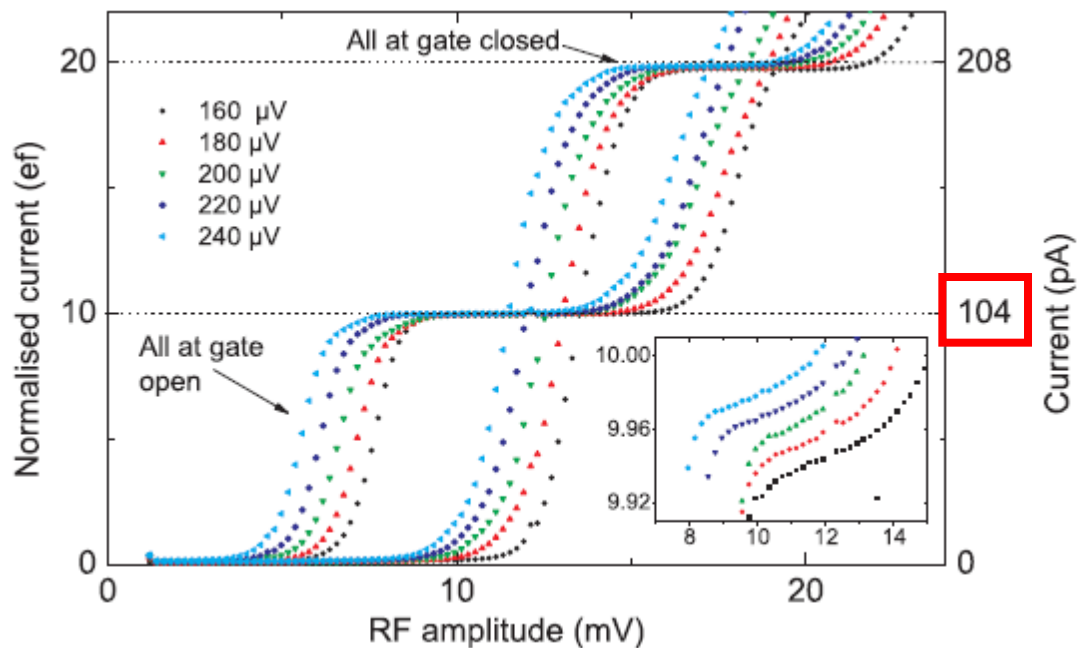 All at gate closed
20
208
160 µV
180 µV
200 µV
220 µV
240 µV
Normalised current (ef)
Current (pA)
10
104
All at gate
open
10.00
9.96
9.92
8
10
12
14
0
0
0
10
20
RF amplitude (mV)